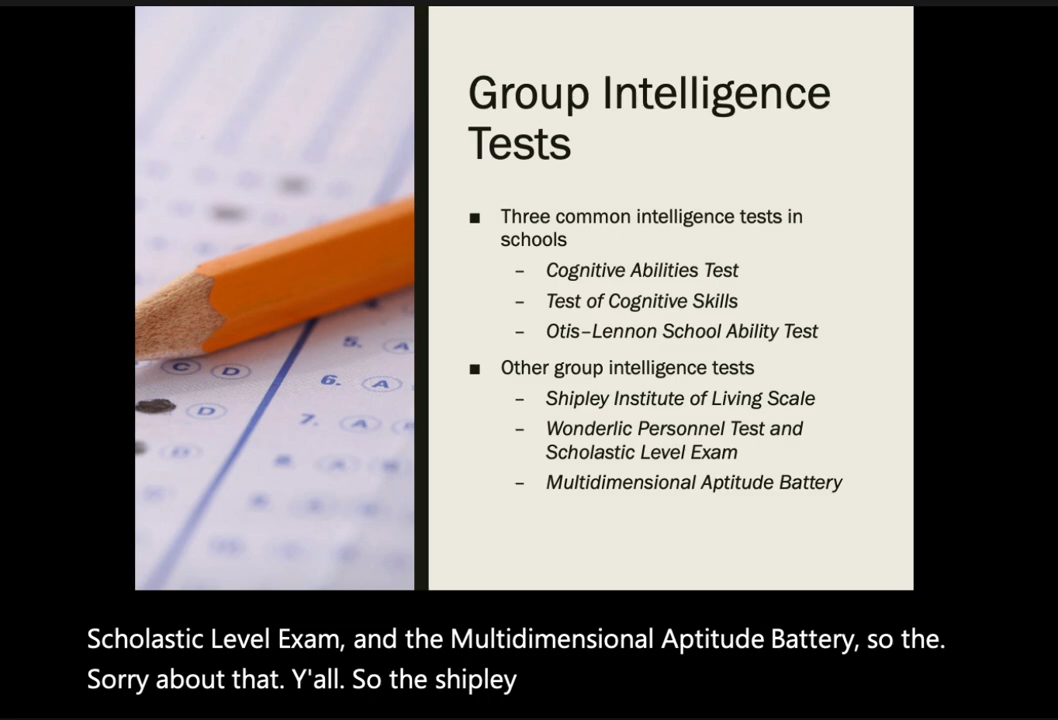 Group Intelligence
Tests
■ Three common intelligence tests in
schools
– Cognitive Abilities Test
– Test of Cognitive Skills
– Otis–Lennon School Ability Test
■ Other group intelligence tests
– Shipley Institute of Living Scale
– Wonderlic Personnel Test and
Scholastic Level Exam
– Multidimensional Aptitude Battery
5. A
C D
6. A
D
7. A
Scholastic Level Exam, and the Multidimensional Aptitude Battery, so the.
Sorry about that. Y'all. So the shipley